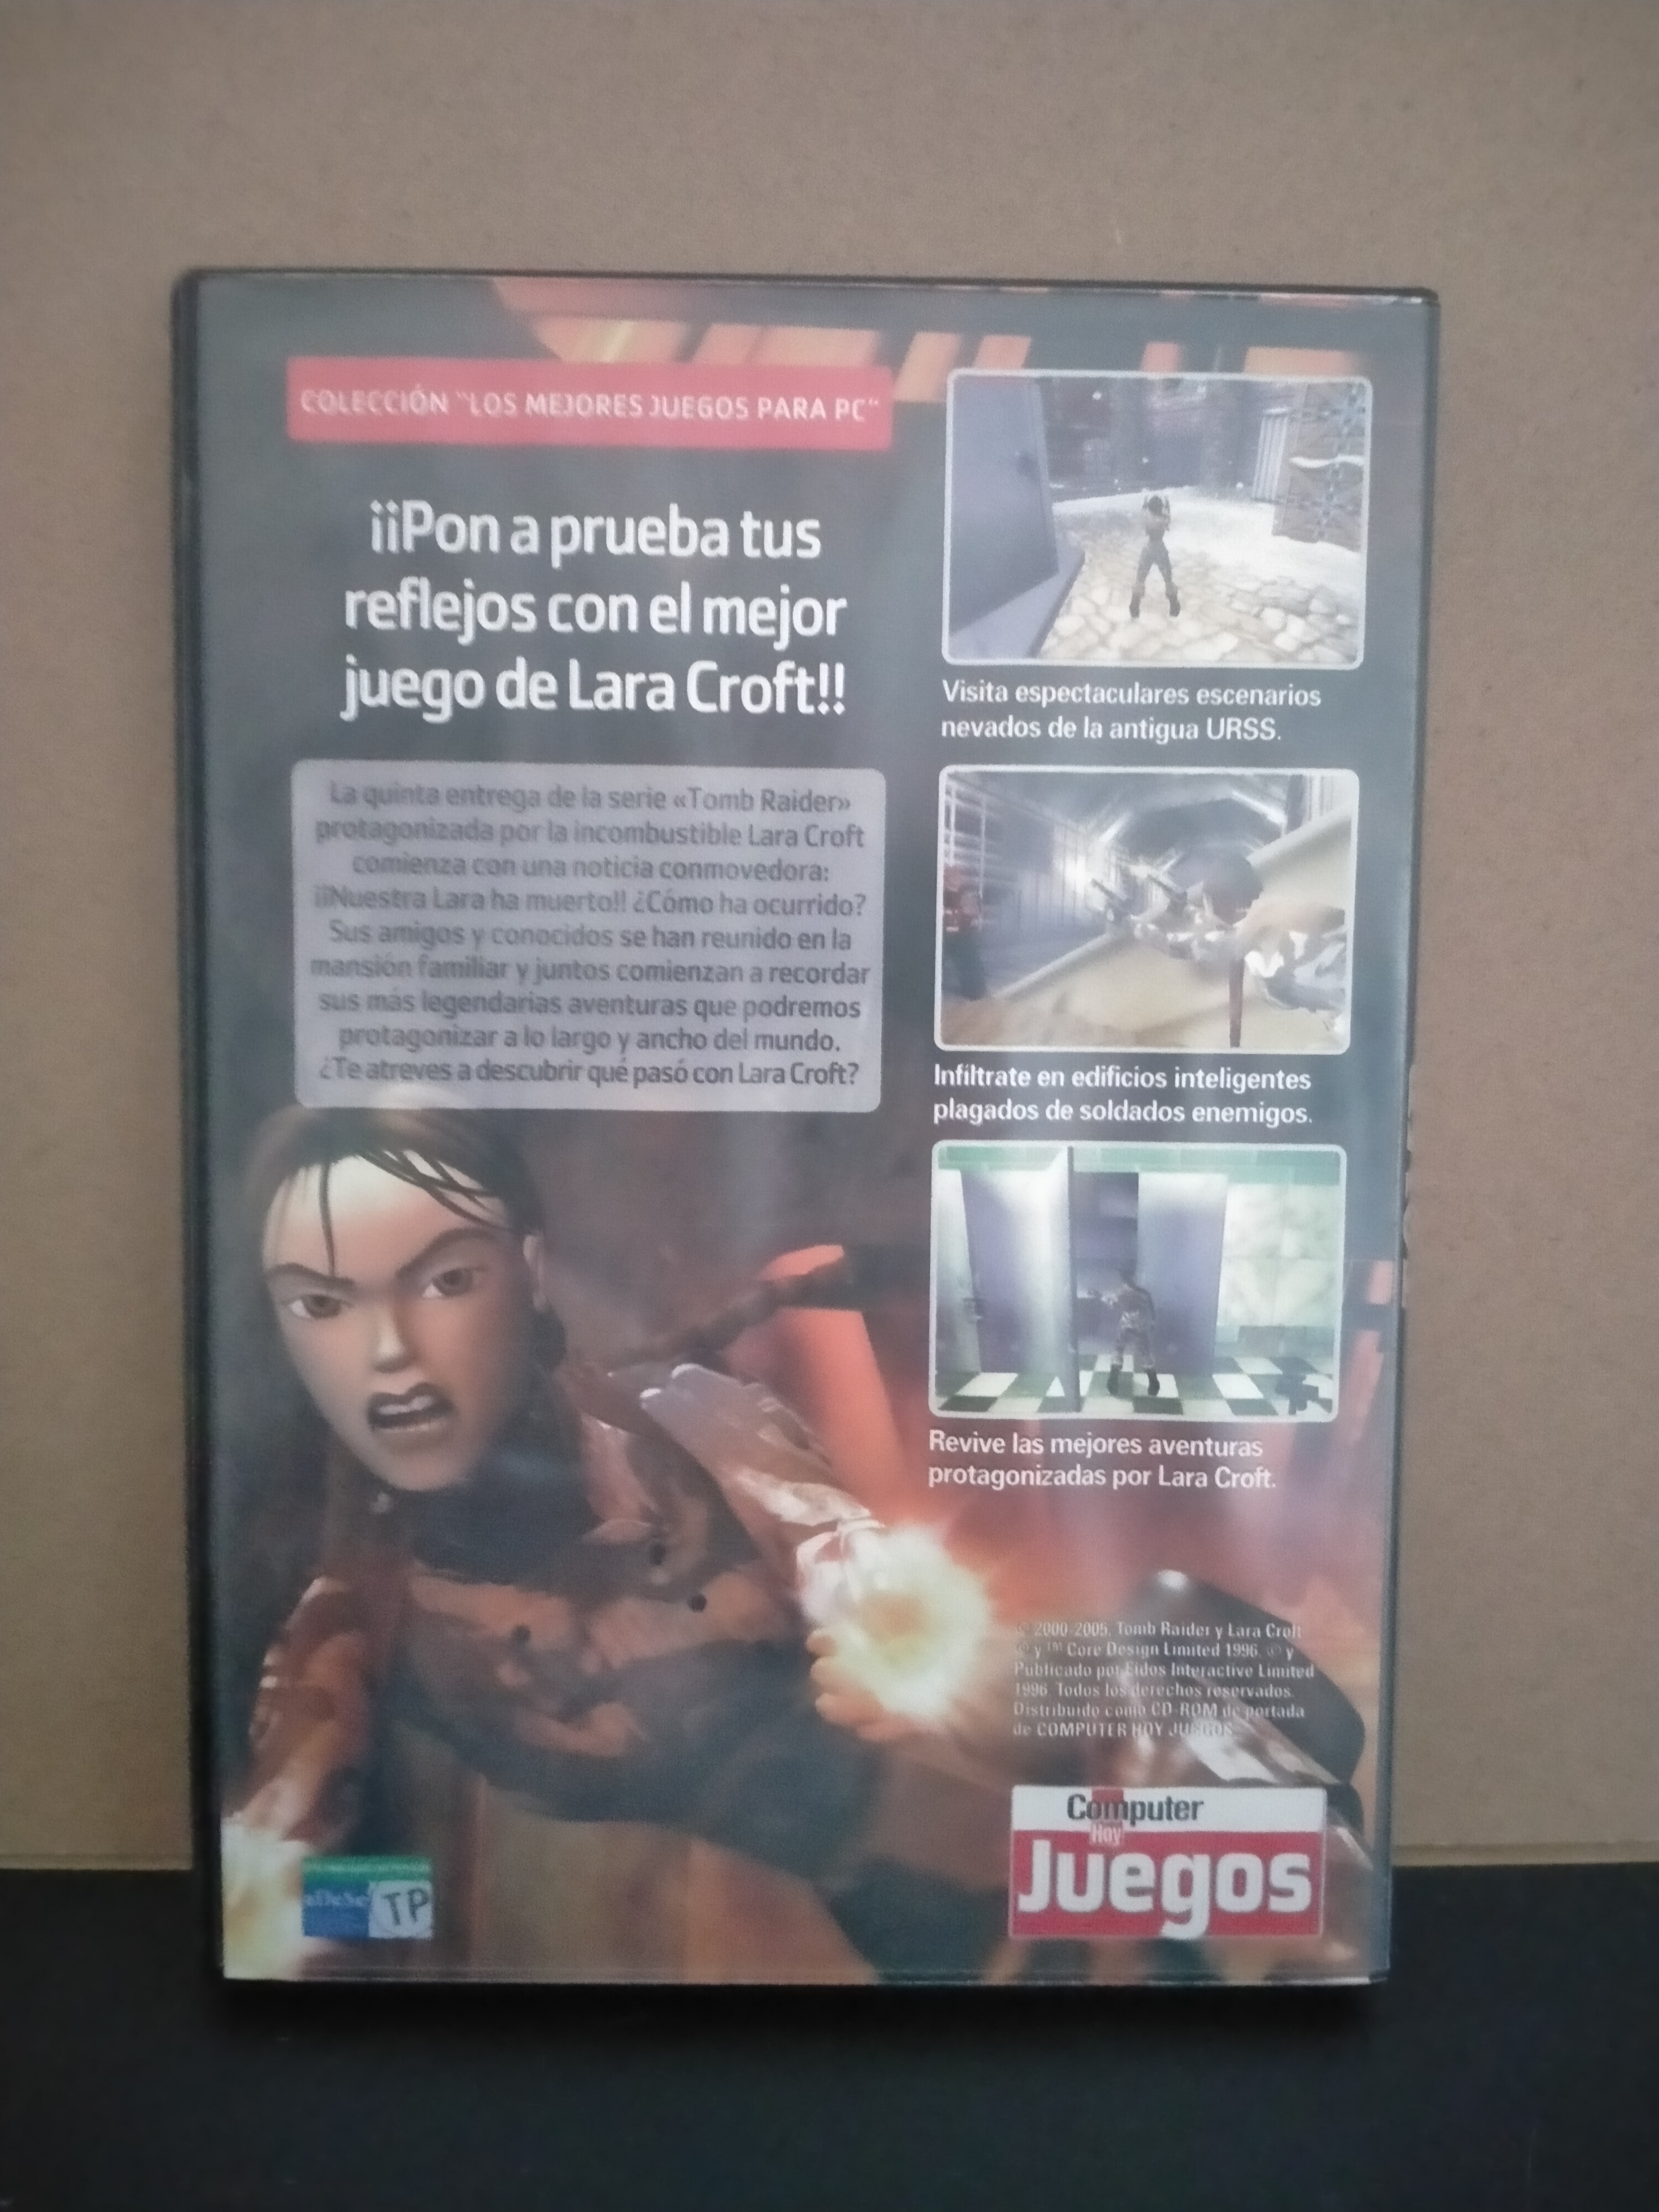 COLECCIÓN "LOS MEJORES JUEGOS PARA PC"
¡¡Pon a prueba tus
reflejos con el mejor
juego de Lara Croft!!
La quinta entrega de la serie «Tomb Raider»
protagonizada por la incombustible Lara Croft
comienza con una noticia conmovedora:
¡¡Nuestra Lara ha muerto!! ¿Cómo ha ocurrido?
Sus amigos y conocidos se han reunido en la
mansión familiar y juntos comienzan a recordar
sus más legendarias aventuras que podremos
protagonizar a lo largo y ancho del mundo.
¿Te atreves a descubrir qué pasó con Lara Croft?
Visita espectaculares escenarios
nevados de la antigua URSS.
Infiltrate en edificios inteligentes
plagados de soldados enemigos.
Revive las mejores aventuras
protagonizadas por Lara Croft.
© 2000-2005. Tomb Raider y Lara Croft
© y ™ Core Design Limited 1996. © y
Publicado por Eidos Interactive Limited
1996. Todos los derechos reservados.
Distribuido como CD-ROM de portada
de COMPUTER HOY JUEGOS
Computer
Hoy
Juegos
aDeSe
TP